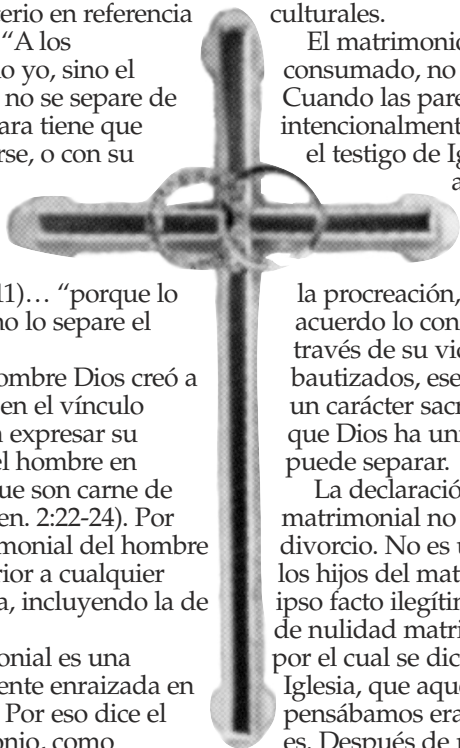 erio en referencia
“A los
o yo, sino el
no se separe de
ara tiene que
rse, o con su
11)… “porque lo
no lo separe el
ombre Dios creó a
en el vínculo
a expresar su
el hombre en
ue son carne de
en. 2:22-24). Por
imonial del hombre
rior a cualquier
a, incluyendo la de
onial es una
ente enraizada en
Por eso dice el
onio, como
culturales.
El matrimonio
consumado, no
Cuando las pare
intencionalment
el testigo de Ig
a
la procreación,
acuerdo lo con
través de su vid
bautizados, ese
un carácter sac
que Dios ha un
puede separar.
La declaració
matrimonial no
divorcio. No es u
los hijos del mat
ipso facto ilegít
de nulidad matri
por el cual se dic
Iglesia, que aqu
pensábamos era
es. Después de